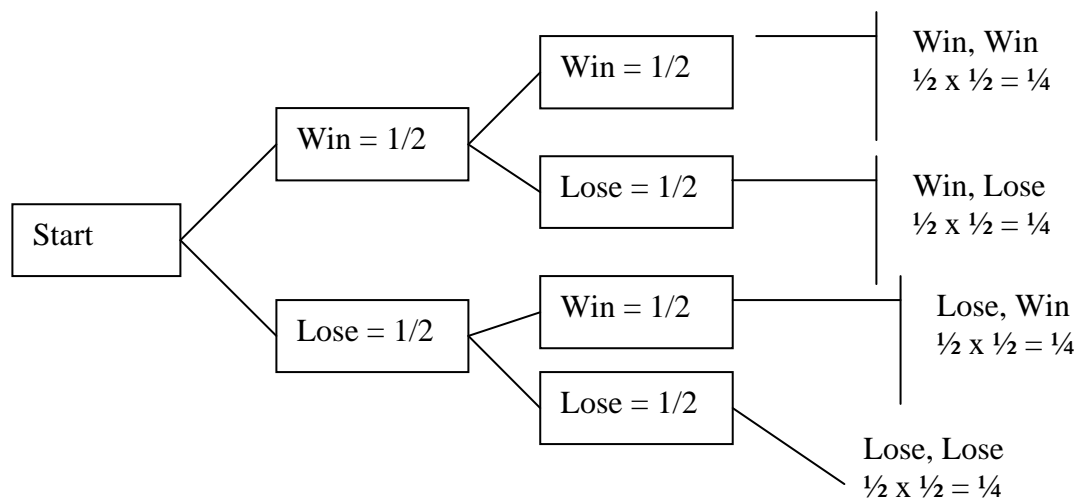 Start
Win = 1/2
Lose = 1/2
Win = 1/2
Lose = 1/2
Win = 1/2
Lose = 1/2
Win, Win
½ x ½ = ¼
Win, Lose
½ x ½ = ¼
Lose, Win
½ x ½ = ¼
Lose, Lose
½ x ½ = ¼